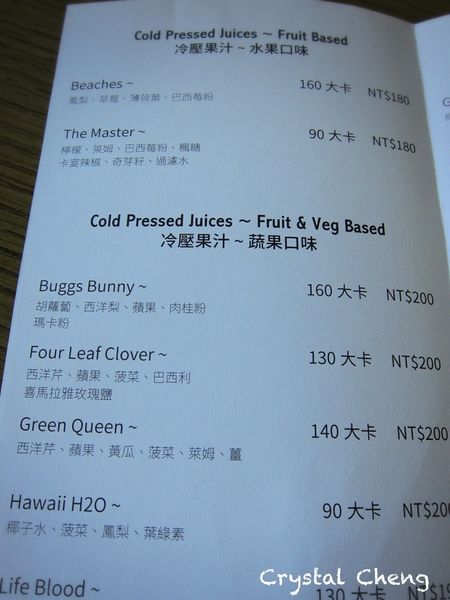 Cold Pressed Juices ~ Fruit Based
冷壓果汁~水果口味
Beaches ~ 160 大卡 NT$180
鳳梨、草莓、薄荷葉、巴西莓粉
The Master ~ 90 大卡 NT$180
檸檬、萊姆、巴西莓粉、楓糖
卡宴辣椒、奇芽籽、過濾水
Cold Pressed Juices ~ Fruit & Veg Based
冷壓果汁~蔬果口味
Buggs Bunny ~ 160 大卡 NT$200
胡蘿蔔、西洋梨、蘋果、肉桂粉
瑪卡粉
Four Leaf Clover ~ 130 大卡 NT$200
西洋芹、蘋果、菠菜、巴西利
喜馬拉雅玫瑰鹽
Green Queen ~ 140 大卡 NT$200
西洋芹、蘋果、黃瓜、菠菜、萊姆、薑
Hawaii H2O ~ 90 大卡 NT$200
椰子水、菠菜、鳳梨、葉綠素
Life Blood ~ 130 大卡
Crystal Cheng